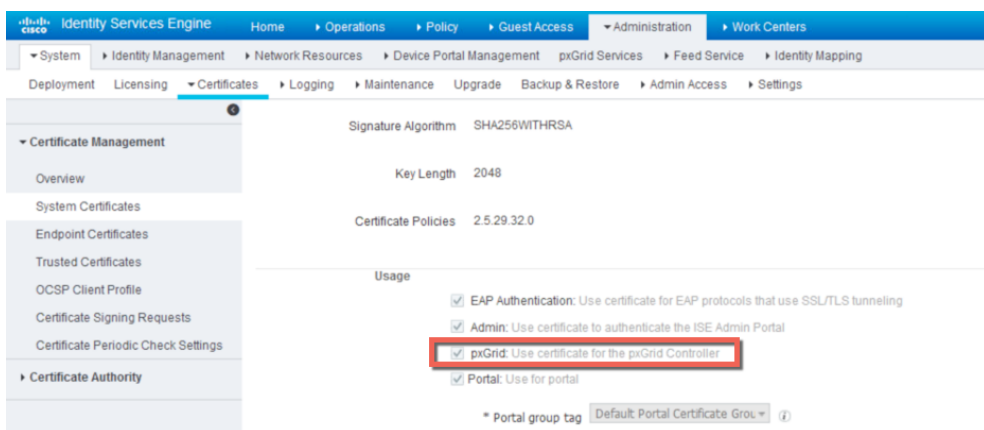 cisco Identity Services Engine Home Operations Policy Guest Access Administration Work Centers
System Identity Management Network Resources Device Portal Management pxGrid Services Feed Service Identity Mapping
Deployment Licensing Certificates Logging Maintenance Upgrade Backup & Restore Admin Access Settings
Certificate Management
Overview
System Certificates
Endpoint Certificates
Trusted Certificates
OCSP Client Profile
Certificate Signing Requests
Certificate Periodic Check Settings
Certificate Authority
Signature Algorithm SHA256WITHRSA
Key Length 2048
Certificate Policies 2.5.29.32.0
Usage
EAP Authentication: Use certificate for EAP protocols that use SSL/TLS tunneling
Admin: Use certificate to authenticate the ISE Admin Portal
pxGrid: Use certificate for the pxGrid Controller
Portal: Use for portal
* Portal group tag Default Portal Certificate Grou